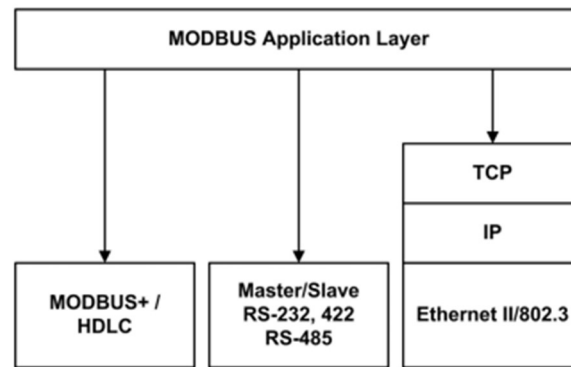 MODBUS Application Layer
TCP
IP
MODBUS+ /
HDLC
Master/Slave
RS-232, 422
RS-485
Ethernet II/802.3